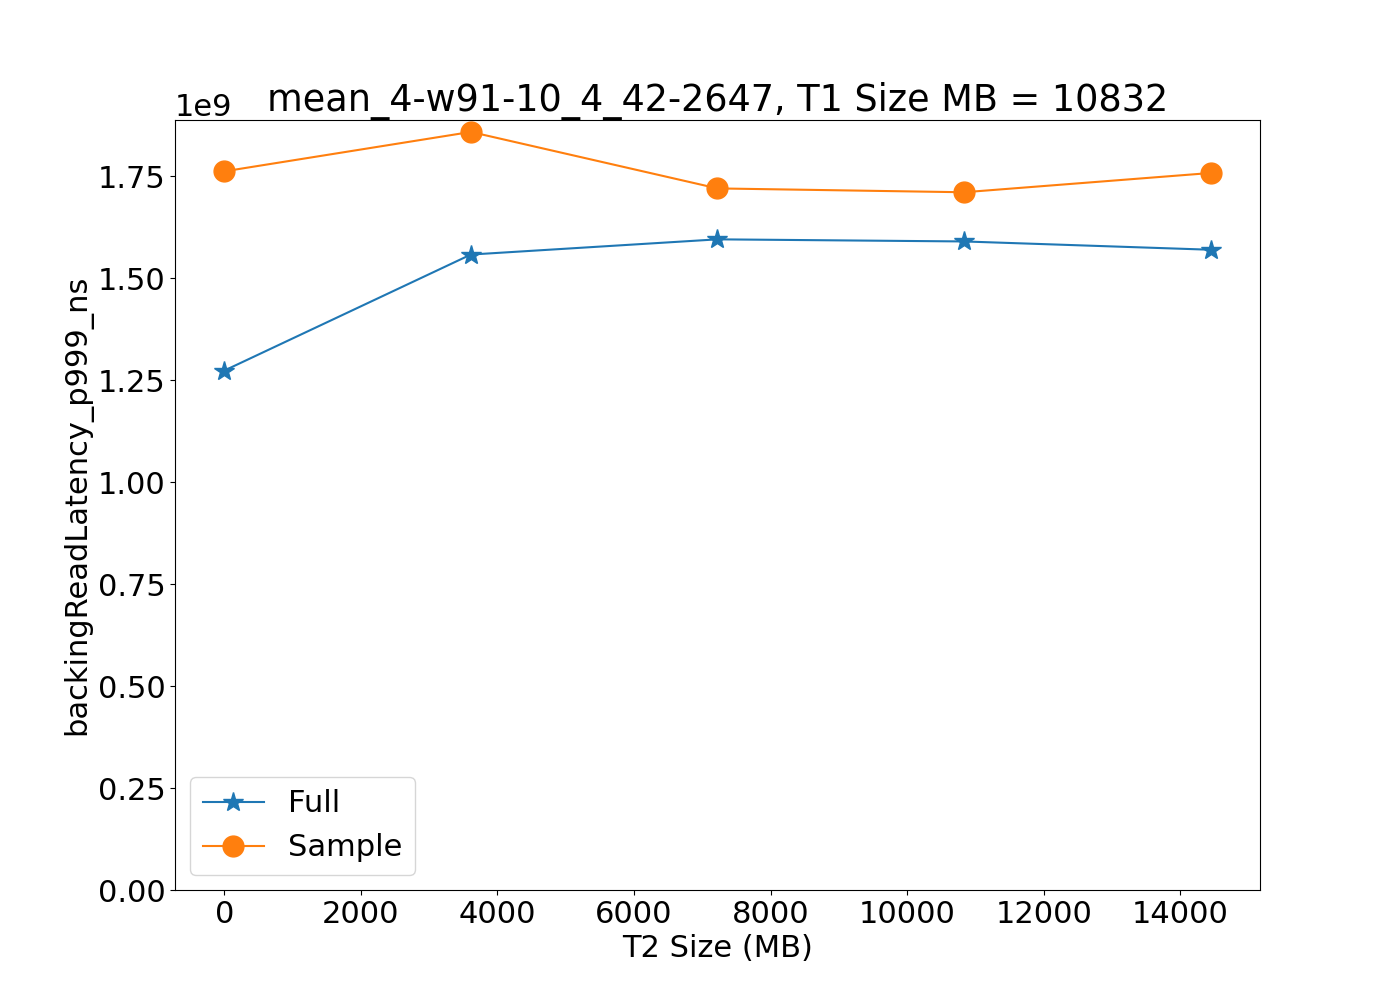 1e9
mean_4-w91-10_4_42-2647, T1 Size MB = 10832
1.75
1.50
1.25
1.00
0.75
0.50
0.25
0.00
backingReadLatency_p999_ns
Full
Sample
0 2000 4000 6000 8000 10000 12000 14000
T2 Size (MB)